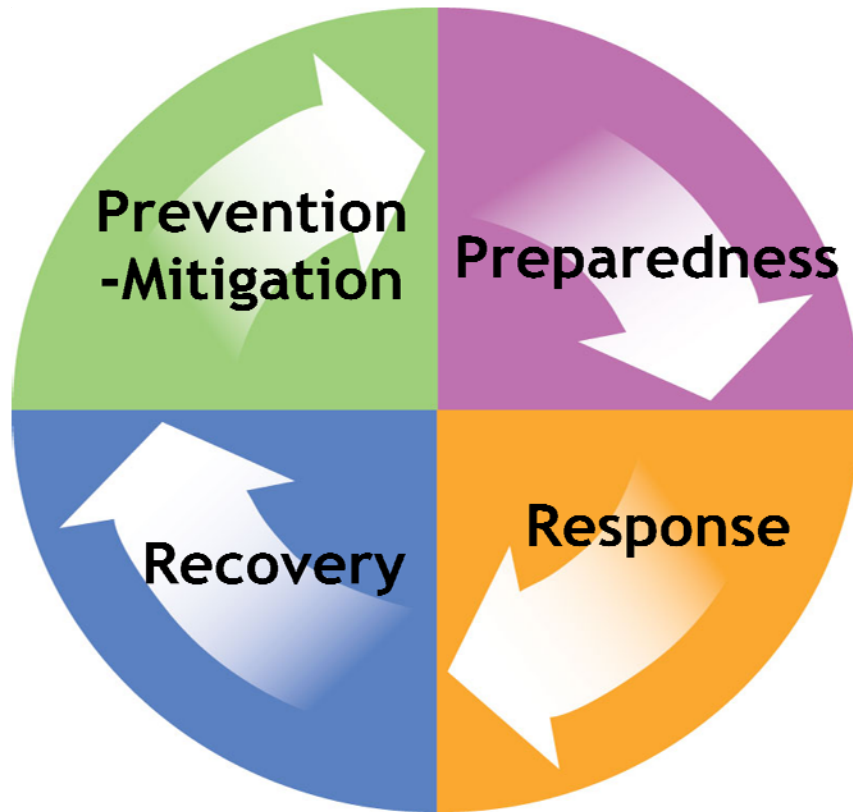 Prevention
-Mitigation
Preparedness
Response
Recovery